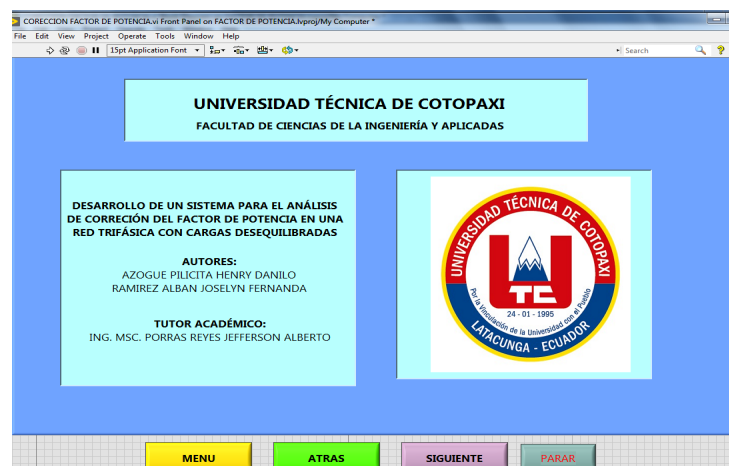 CORECCION FACTOR DE POTENCIA.vi Front Panel on FACTOR DE POTENCIA.lvproj/My Computer *
File Edit View Project Operate Tools Window Help
15pt Application Font
Search
UNIVERSIDAD TÉCNICA DE COTOPAXI
FACULTAD DE CIENCIAS DE LA INGENIERÍA Y APLICADAS
DESARROLLO DE UN SISTEMA PARA EL ANÁLISIS
DE CORRECIÓN DEL FACTOR DE POTENCIA EN UNA
RED TRIFÁSICA CON CARGAS DESEQUILIBRADAS
AUTORES:
AZOGUE PILICITA HENRY DANILO
RAMIREZ ALBAN JOSELYN FERNANDA
TUTOR ACADÉMICO:
ING. MSC. PORRAS REYES JEFFERSON ALBERTO
UNIVERSIDAD TÉCNICA DE COTOPAXI
UTC
24 - 01 - 1995
Por la Vinculación de la Universidad con el Pueblo
LATACUNGA - ECUADOR
MENU
ATRAS
SIGUIENTE
PARAR